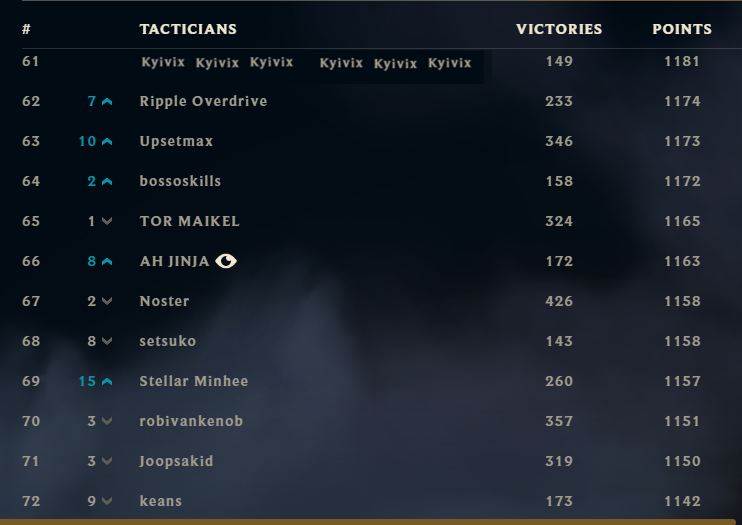 # TACTICIANS VICTORIES POINTS
61 Kyivix Kyivix Kyivix Kyivix Kyivix Kyivix 149 1181
62 7 Ripple Overdrive 233 1174
63 10 Upsetmax 346 1173
64 2 bossoskills 158 1172
65 1 TOR MAIKEL 324 1165
66 8 AH JINJA 172 1163
67 2 Noster 426 1158
68 8 setsuko 143 1158
69 15 Stellar Minhee 260 1157
70 3 robivankenob 357 1151
71 3 Joopsakid 319 1150
72 9 keans 173 1142